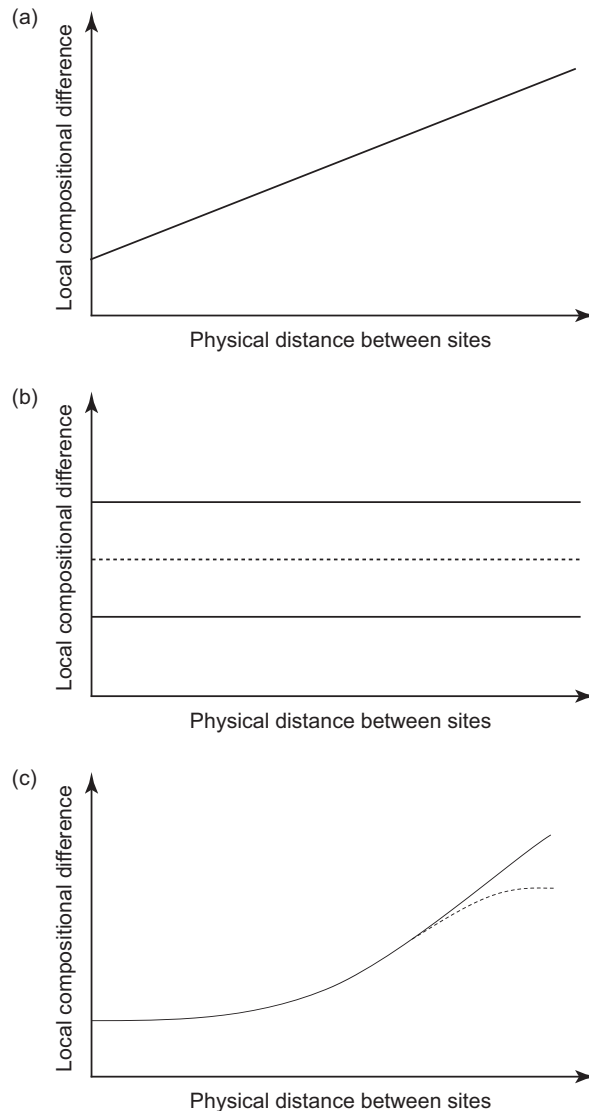 (a)
Local compositional difference
Physical distance between sites
(b)
Local compositional difference
Physical distance between sites
(c)
Local compositional difference
Physical distance between sites